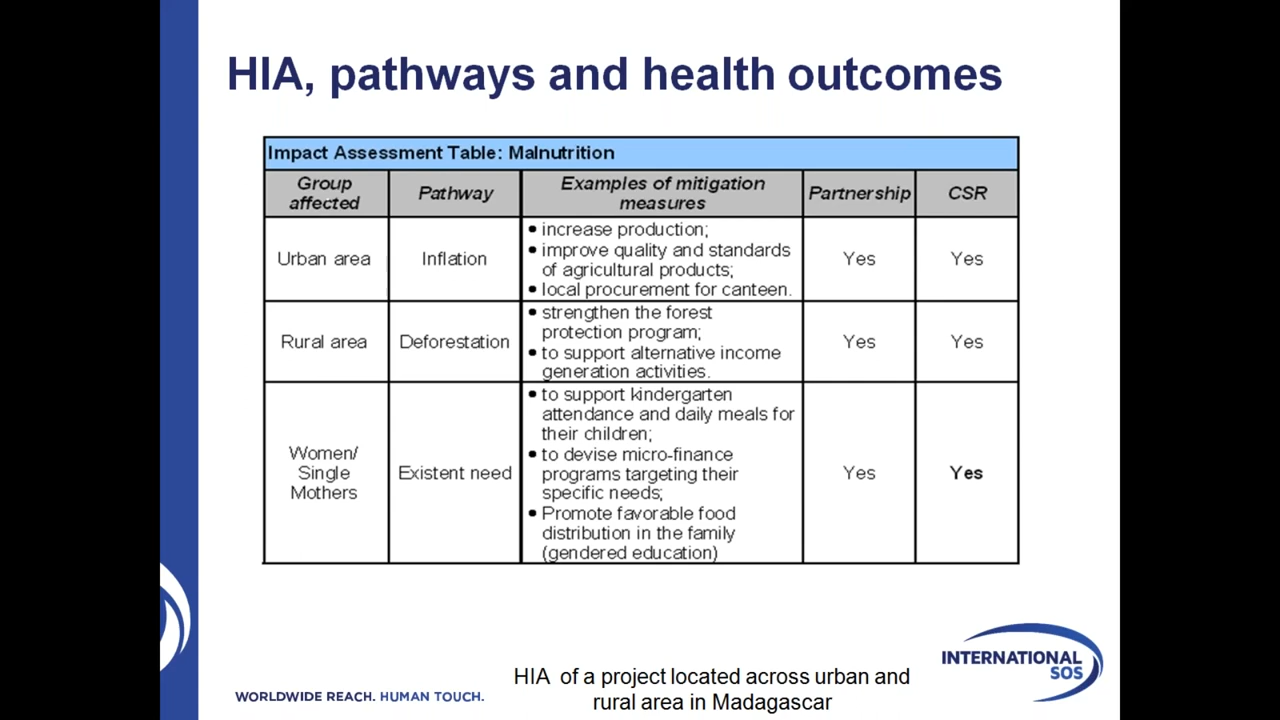 HIA, pathways and health outcomes
Impact Assessment Table: Malnutrition
Group
affected
Pathway
Examples of mitigation
measures
Partnership
CSR
Urban area
Inflation
• increase production;
• improve quality and standards
of agricultural products;
• local procurement for canteen.
Yes
Yes
Rural area
Deforestation
• strengthen the forest
protection program;
• to support alternative income
generation activities.
Yes
Yes
Women/
Single
Mothers
Existent need
• to support kindergarten
attendance and daily meals for
their children;
• to devise micro-finance
programs targeting their
specific needs;
• Promote favorable food
distribution in the family
(gendered education)
Yes
Yes
HIA of a project located across urban and
rural area in Madagascar
WORLDWIDE REACH. HUMAN TOUCH.
INTERNATIONAL
SOS